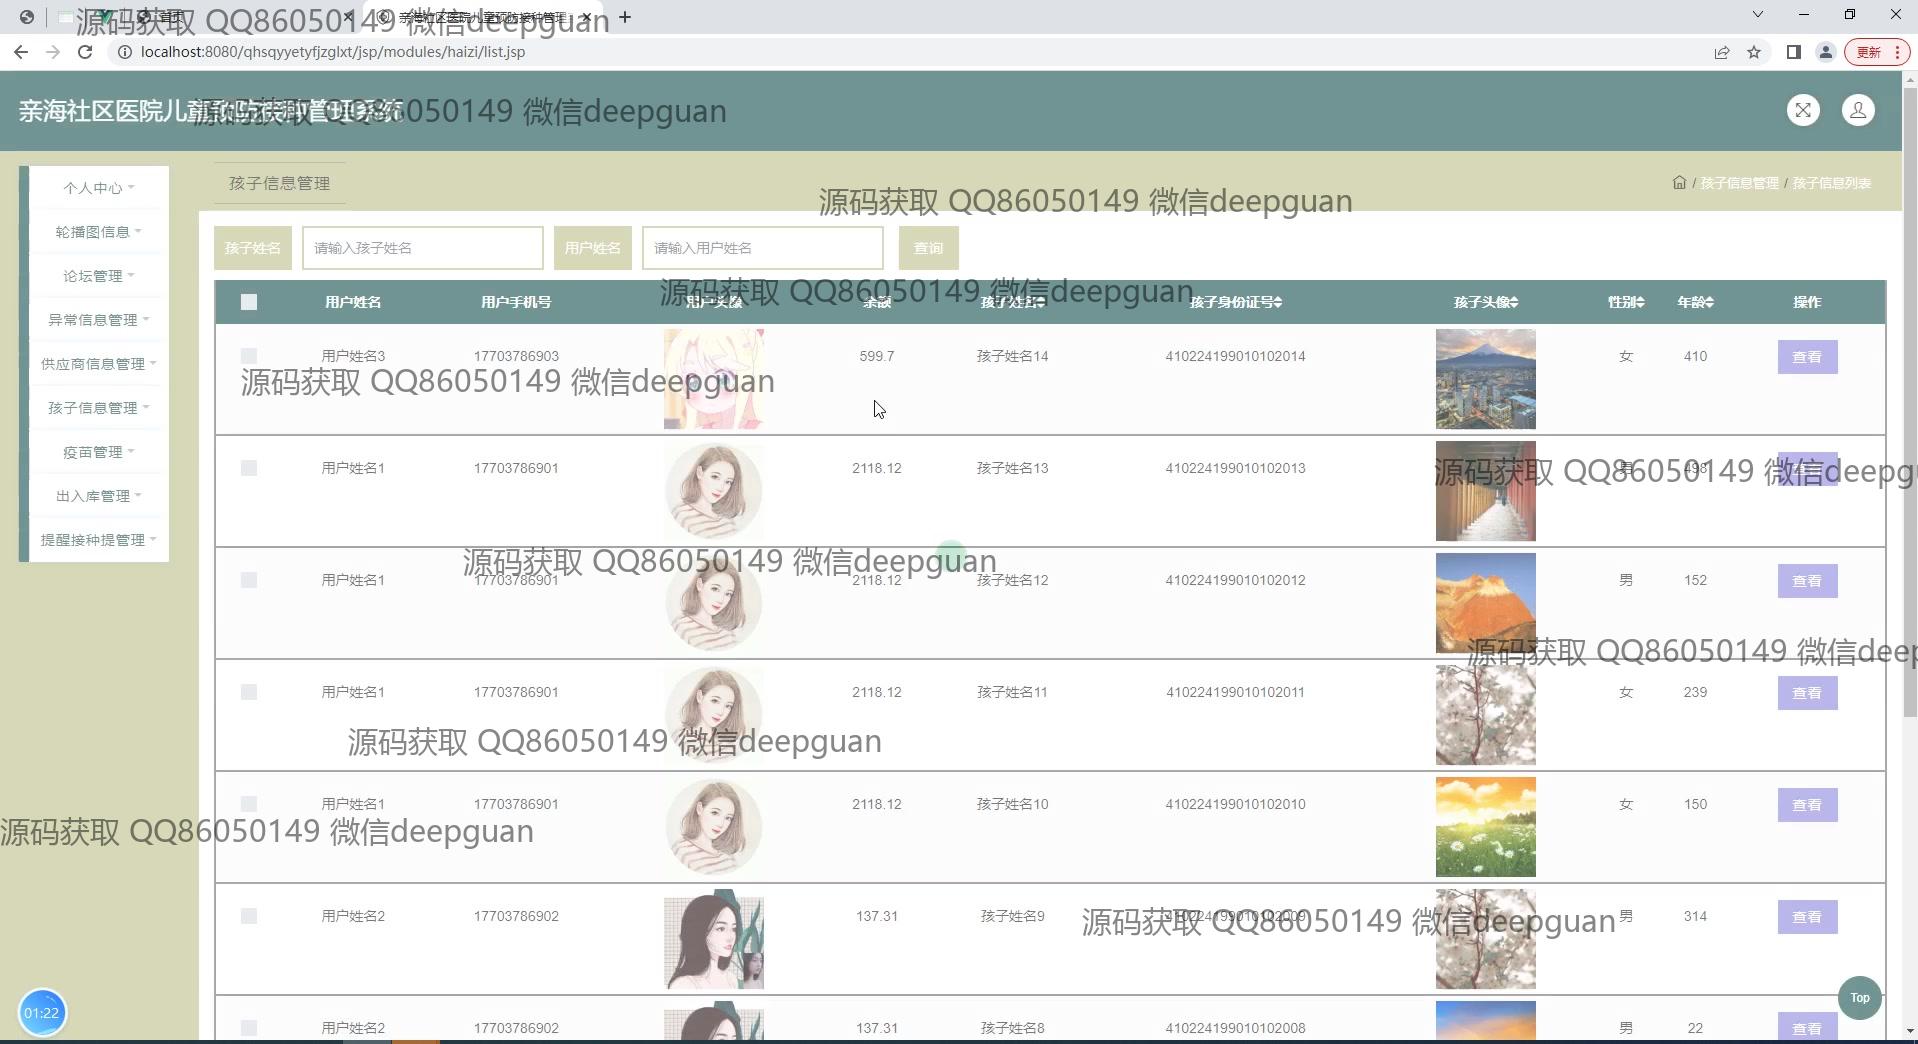 首页
亲海社区医院儿童预防接种管理
localhost:8080/qhsqyyetyfjzglxt/jsp/modules/haizi/list.jsp
更新
源码获取 QQ86050149 微信deepguan
亲海社区医院儿童预防接种管理系统
源码获取 QQ86050149 微信deepguan
个人中心
轮播图信息
论坛管理
异常信息管理
供应商信息管理
孩子信息管理
疫苗管理
出入库管理
提醒接种提管理
孩子信息管理
/ 孩子信息管理 / 孩子信息列表
源码获取 QQ86050149 微信deepguan
孩子姓名 请输入孩子姓名 用户姓名 请输入用户姓名 查询
源码获取 QQ86050149 微信deepguan
用户姓名 用户手机号 用户头像 余额 孩子姓名 孩子身份证号 孩子头像 性别 年龄 操作
用户姓名3 17703786903 599.7 孩子姓名14 410224199010102014 女 410 查看
源码获取 QQ86050149 微信deepguan
用户姓名1 17703786901 2118.12 孩子姓名13 410224199010102013 男 498
源码获取 QQ86050149 微信deepgu
源码获取 QQ86050149 微信deepguan
用户姓名1 17703786901 2118.12 孩子姓名12 410224199010102012 男 152 查看
源码获取 QQ86050149 微信deep
用户姓名1 17703786901 2118.12 孩子姓名11 410224199010102011 女 239 查看
源码获取 QQ86050149 微信deepguan
用户姓名1 17703786901 2118.12 孩子姓名10 410224199010102010 女 150 查看
源码获取 QQ86050149 微信deepguan
用户姓名2 17703786902 137.31 孩子姓名9 410224199010102009 男 314 查看
源码获取 QQ86050149 微信deepguan
用户姓名2 17703786902 137.31 孩子姓名8 410224199010102008 男 22 查看
Top
01:22